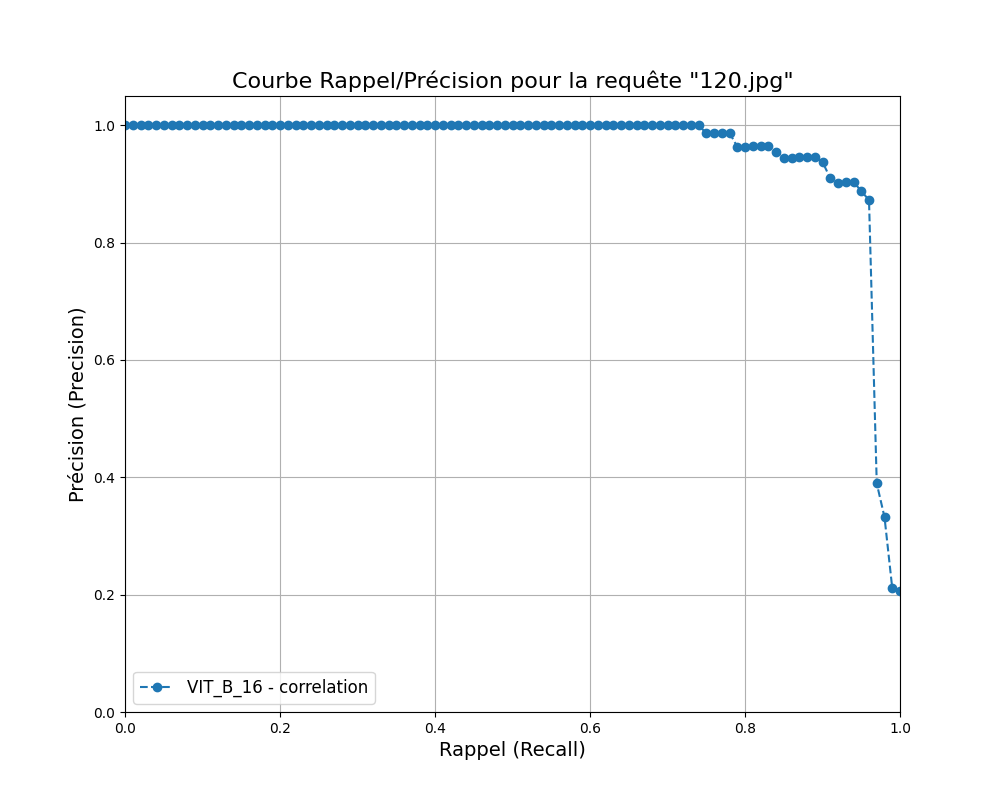 Courbe Rappel/Précision pour la requête "120.jpg"
Précision (Precision)
1.0
0.8
0.6
0.4
0.2
0.0
VIT_B_16 - correlation
0.0 0.2 0.4 0.6 0.8 1.0
Rappel (Recall)